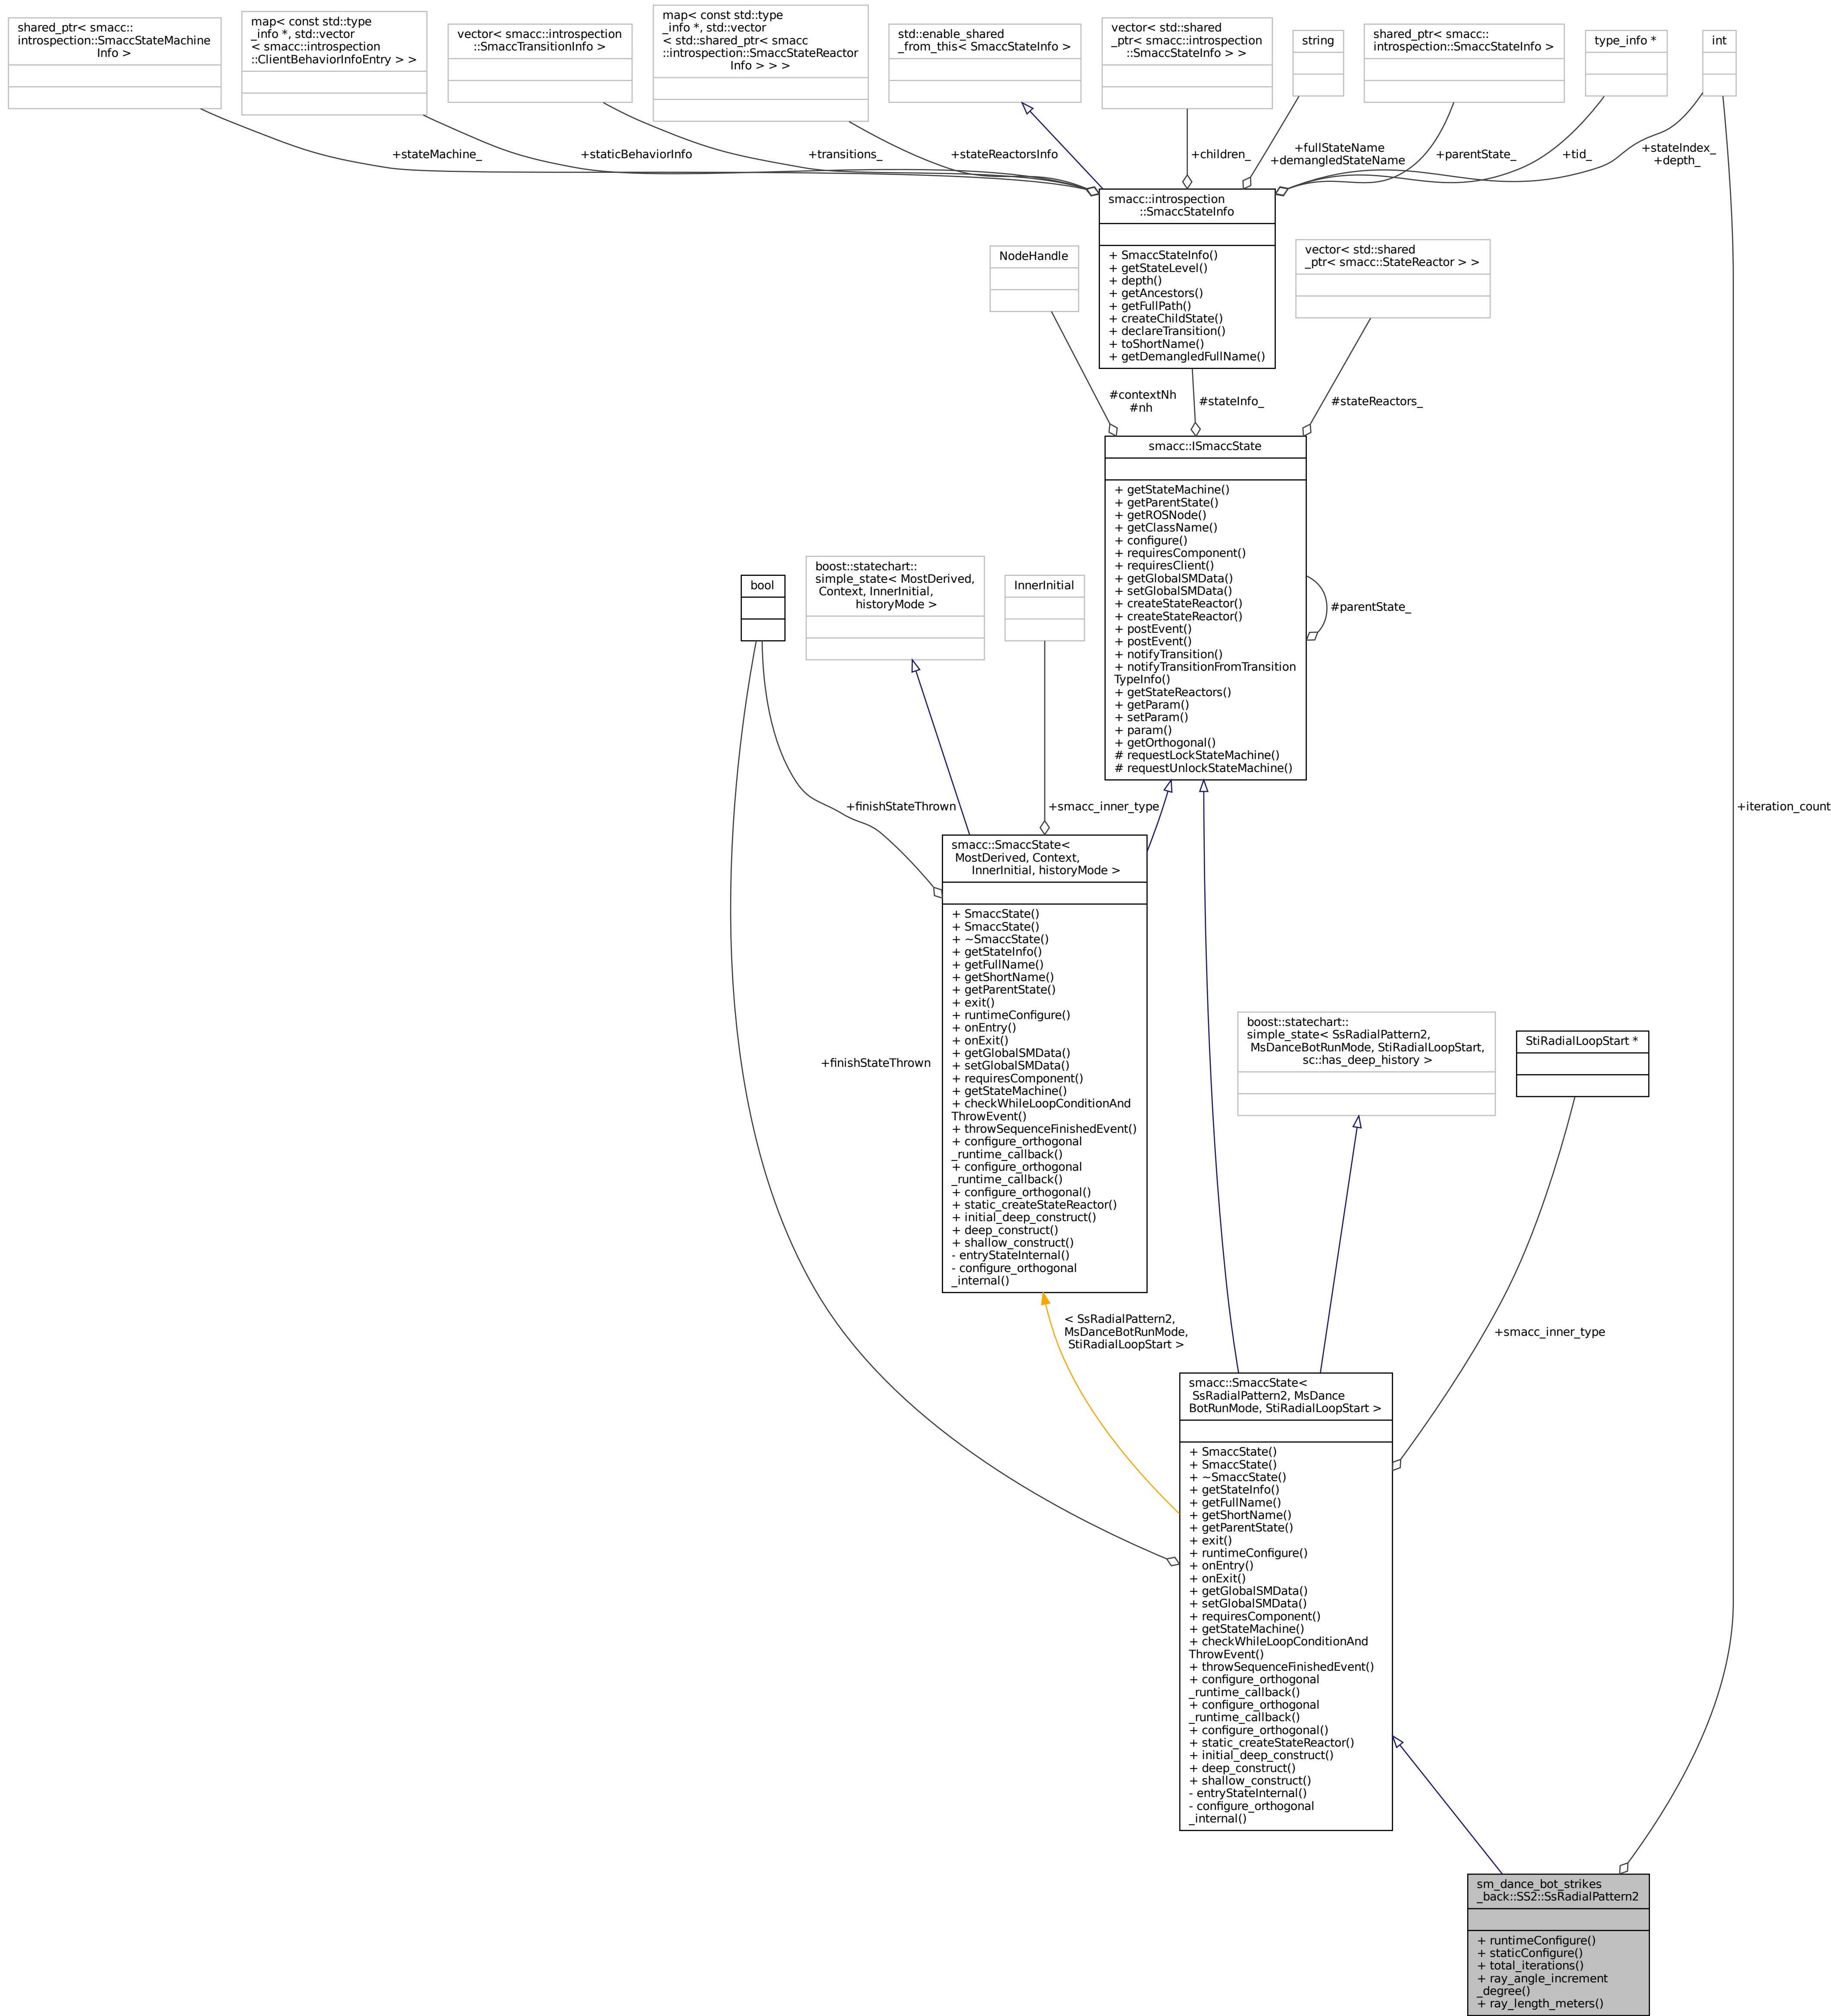 shared_ptr< smacc::
introspection::SmaccStateMachine
Info >
map< const std::type
_info *, std::vector
< smacc::introspection
::ClientBehaviorInfoEntry > >
vector< smacc::introspection
::SmaccTransitionInfo >
map< const std::type
_info *, std::vector
< std::shared_ptr< smacc
::introspection::SmaccStateReactor
Info > > >
std::enable_shared
_from_this< SmaccStateInfo >
vector< std::shared
_ptr< smacc::introspection
::SmaccStateInfo > >
string
shared_ptr< smacc::
introspection::SmaccStateInfo >
type_info *
int
+stateMachine_
+staticBehaviorInfo
+transitions_
+stateReactorsInfo
+children_
+fullStateName
+demangledStateName
+parentState_
+tid_
+stateIndex_
+depth_
smacc::introspection
::SmaccStateInfo
+ SmaccStateInfo()
+ getStateLevel()
+ depth()
+ getAncestors()
+ getFullPath()
+ createChildState()
+ declareTransition()
+ toShortName()
+ getDemangledFullName()
NodeHandle
vector< std::shared
_ptr< smacc::StateReactor > >
#contextNh
#nh
#stateInfo_
#stateReactors_
smacc::ISmaccState
+ getStateMachine()
+ getParentState()
+ getROSNode()
+ getClassName()
+ configure()
+ requiresComponent()
+ requiresClient()
+ getGlobalSMData()
+ setGlobalSMData()
+ createStateReactor()
+ createStateReactor()
+ postEvent()
+ postEvent()
+ notifyTransition()
+ notifyTransitionFromTransition
TypeInfo()
+ getStateReactors()
+ getParam()
+ setParam()
+ param()
+ getOrthogonal()
# requestLockStateMachine()
# requestUnlockStateMachine()
#parentState_
bool
boost::statechart::
simple_state< MostDerived,
Context, InnerInitial,
historyMode >
InnerInitial
+finishStateThrown
+smacc_inner_type
+iteration_count
smacc::SmaccState<
MostDerived, Context,
InnerInitial, historyMode >
+ SmaccState()
+ SmaccState()
+ ~SmaccState()
+ getStateInfo()
+ getFullName()
+ getShortName()
+ getParentState()
+ exit()
+ runtimeConfigure()
+ onEntry()
+ onExit()
+ getGlobalSMData()
+ setGlobalSMData()
+ requiresComponent()
+ getStateMachine()
+ checkWhileLoopConditionAnd
ThrowEvent()
+ throwSequenceFinishedEvent()
+ configure_orthogonal
_runtime_callback()
+ configure_orthogonal
_runtime_callback()
+ configure_orthogonal()
+ static_createStateReactor()
+ initial_deep_construct()
+ deep_construct()
+ shallow_construct()
- entryStateInternal()
- configure_orthogonal
_internal()
+finishStateThrown
boost::statechart::
simple_state< SsRadialPattern2,
MsDanceBotRunMode, StiRadialLoopStart,
sc::has_deep_history >
StiRadialLoopStart *
< SsRadialPattern2,
MsDanceBotRunMode,
StiRadialLoopStart >
+smacc_inner_type
smacc::SmaccState<
SsRadialPattern2, MsDance
BotRunMode, StiRadialLoopStart >
+ SmaccState()
+ SmaccState()
+ ~SmaccState()
+ getStateInfo()
+ getFullName()
+ getShortName()
+ getParentState()
+ exit()
+ runtimeConfigure()
+ onEntry()
+ onExit()
+ getGlobalSMData()
+ setGlobalSMData()
+ requiresComponent()
+ getStateMachine()
+ checkWhileLoopConditionAnd
ThrowEvent()
+ throwSequenceFinishedEvent()
+ configure_orthogonal
_runtime_callback()
+ configure_orthogonal
_runtime_callback()
+ configure_orthogonal()
+ static_createStateReactor()
+ initial_deep_construct()
+ deep_construct()
+ shallow_construct()
- entryStateInternal()
- configure_orthogonal
_internal()
sm_dance_bot_strikes
_back::SS2::SsRadialPattern2
+ runtimeConfigure()
+ staticConfigure()
+ total_iterations()
+ ray_angle_increment
_degree()
+ ray_length_meters()